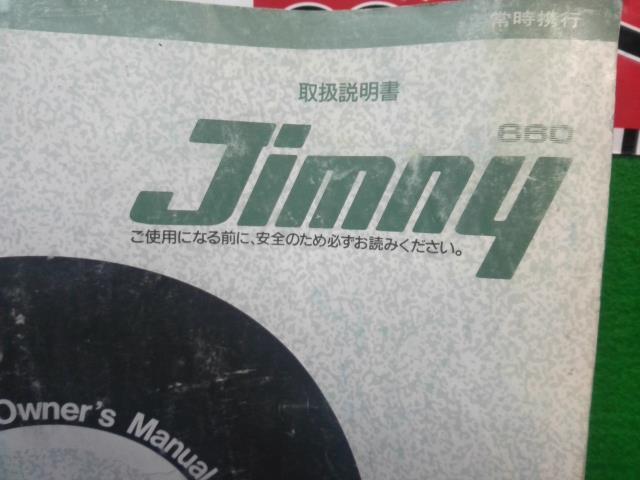 常時携行
取扱説明書
660
Jimny
ご使用になる前に、安全のため必ずお読みください。
Owner's Manual